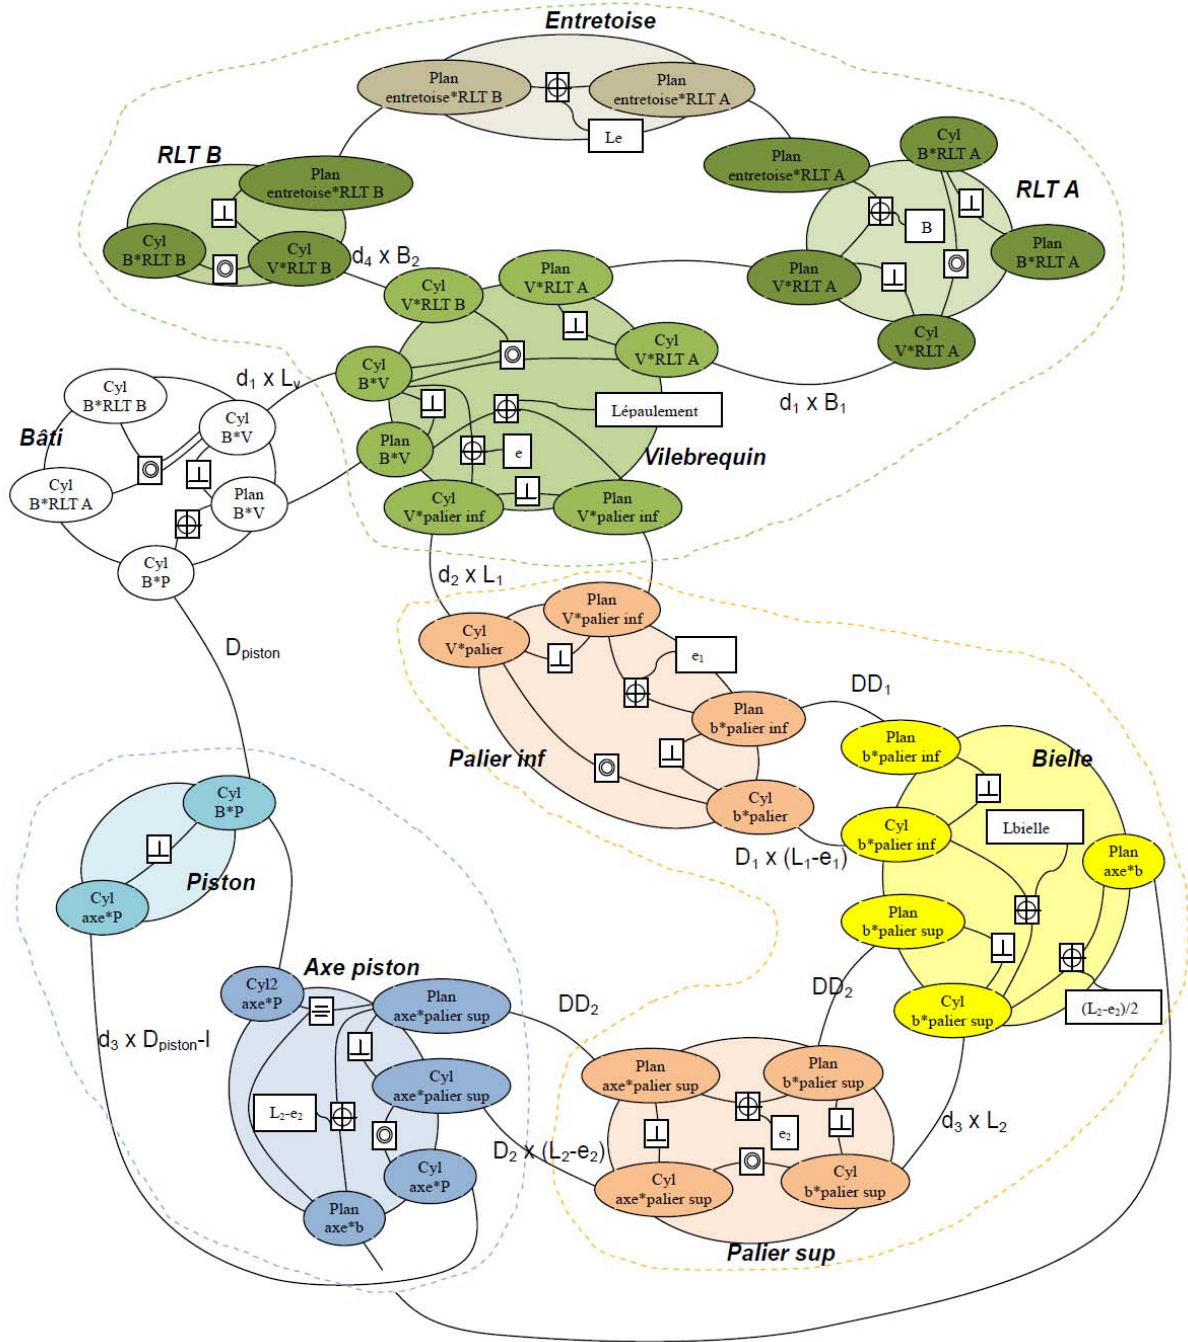 Entretoise
Plan
entretoise*RLT B
Plan
entretoise*RLT A
Le
RLT B
Plan
entretoise*RLT B
Cyl
B*RLT B
Cyl
V*RLT B
d4 x B2
Cyl
B*RLT A
Plan
entretoise*RLT A
RLT A
B
Plan
B*RLT A
Plan
V*RLT A
Cyl
V*RLT A
Plan
V*RLT A
Cyl
V*RLT B
Cyl
V*RLT A
Cyl
B*V
Lépaulement
d1 x B1
Plan
B*V
e
Vilebrequin
Cyl
V*palier inf
Plan
V*palier inf
d1 x Lv
Cyl
B*RLT B
Cyl
B*V
Bâti
Cyl
B*RLT A
Plan
B*V
Cyl
B*P
d2 x L1
Dpiston
Plan
V*palier inf
Cyl
V*palier
e1
Plan
b*palier inf
DD1
Palier inf
Cyl
b*palier
D1 x (L1-e1)
Plan
b*palier inf
Bielle
Cyl
b*palier inf
Lbielle
Plan
axe*b
Plan
b*palier sup
Cyl
b*palier sup
(L2-e2)/2
Cyl
B*P
Piston
Cyl
axe*P
Axe piston
Cyl2
axe*P
Plan
axe*palier sup
DD2
DD2
d3 x Dpiston-l
Cyl
axe*palier sup
L2-e2
Cyl
axe*P
Plan
axe*b
D2 x (L2-e2)
Plan
axe*palier sup
Plan
b*palier sup
e2
d3 x L2
Cyl
axe*palier sup
Cyl
b*palier sup
Palier sup